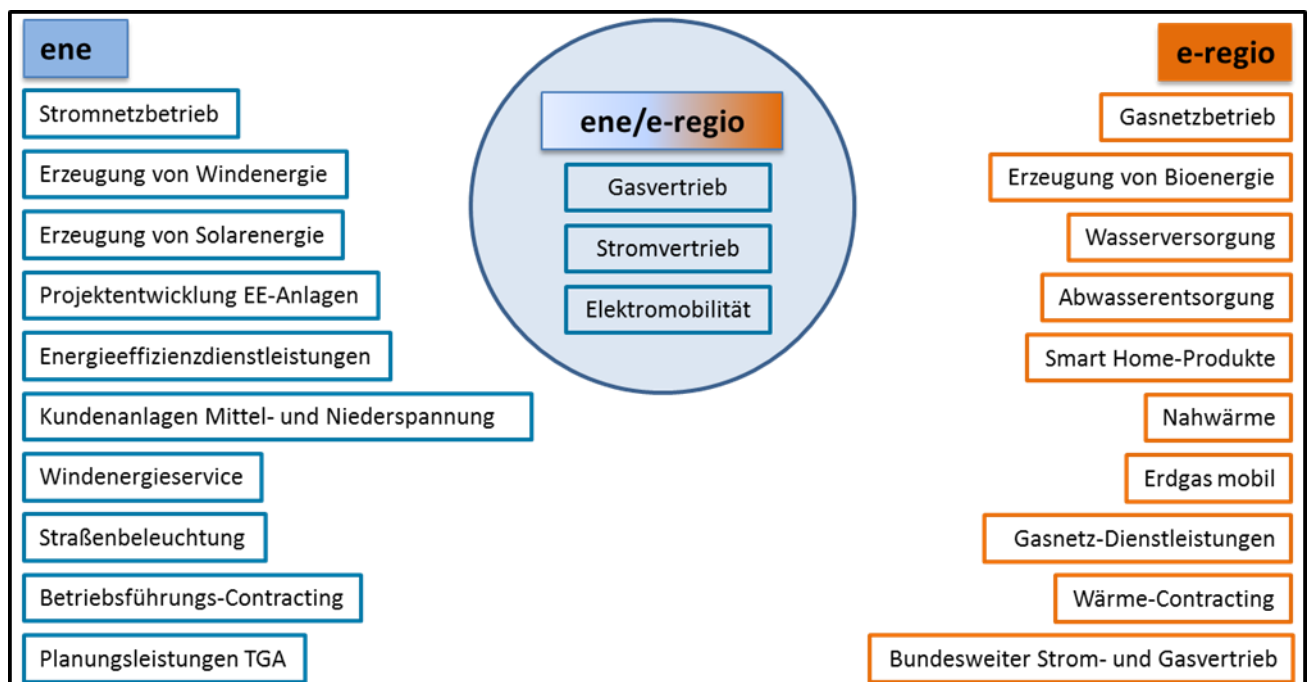 ene
Stromnetzbetrieb
Erzeugung von Windenergie
Erzeugung von Solarenergie
Projektentwicklung EE-Anlagen
Energieeffizienzdienstleistungen
Kundenanlagen Mittel- und Niederspannung
Windenergieservice
Straßenbeleuchtung
Betriebsführungs-Contracting
Planungsleistungen TGA
ene/e-regio
Gasvertrieb
Stromvertrieb
Elektromobilität
e-regio
Gasnetzbetrieb
Erzeugung von Bioenergie
Wasserversorgung
Abwasserentsorgung
Smart Home-Produkte
Nahwärme
Erdgas mobil
Gasnetz-Dienstleistungen
Wärme-Contracting
Bundesweiter Strom- und Gasvertrieb